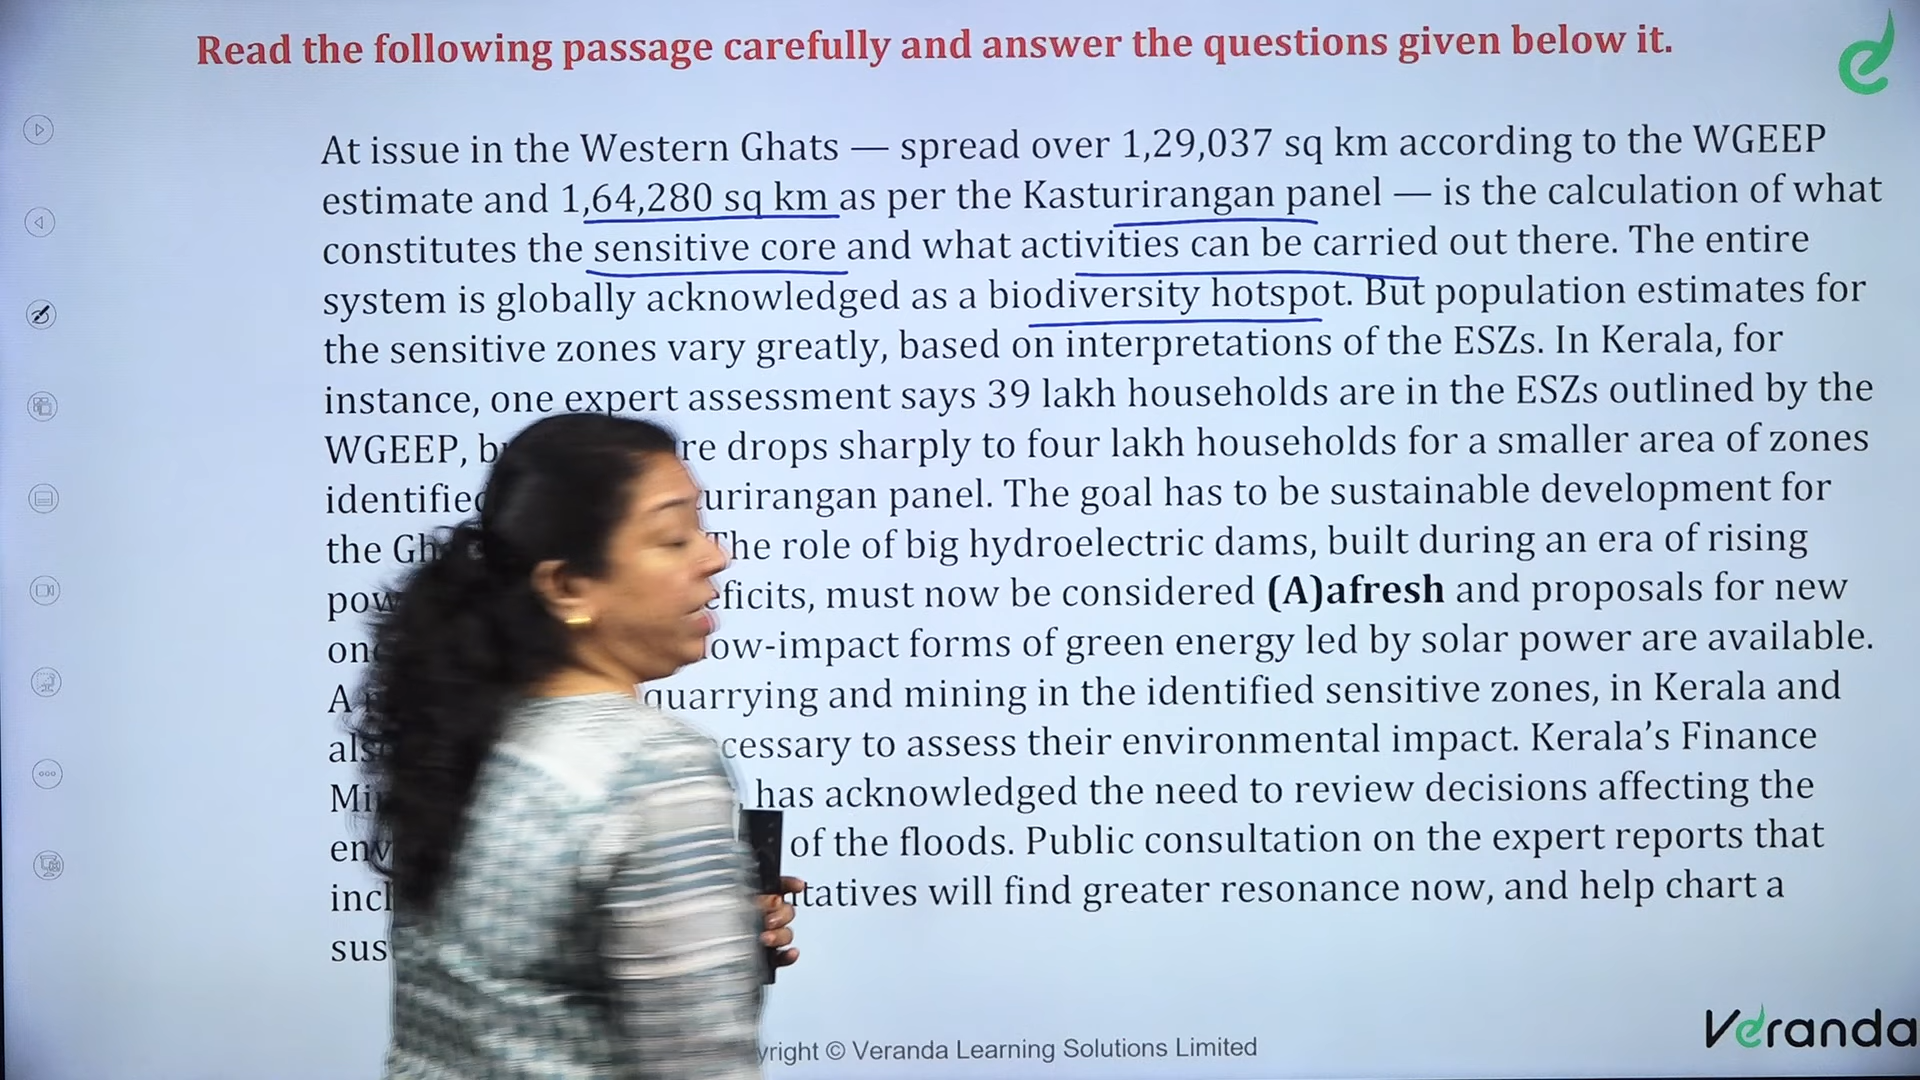 Read the following passage carefully and answer the questions given below it.
At issue in the Western Ghats — spread over 1,29,037 sq km according to the WGEEP
estimate and 1,64,280 sq km as per the Kasturirangan panel — is the calculation of what
constitutes the sensitive core and what activities can be carried out there. The entire
system is globally acknowledged as a biodiversity hotspot. But population estimates for
the sensitive zones vary greatly, based on interpretations of the ESZs. In Kerala, for
instance, one expert assessment says 39 lakh households are in the ESZs outlined by the
WGEEP, drops sharply to four lakh households for a smaller area of zones
identified panel. The goal has to be sustainable development for
the The role of big hydroelectric dams, built during an era of rising
must now be considered (A)afresh and proposals for new
forms of green energy led by solar power are available.
A quarrying and mining in the identified sensitive zones, in Kerala and
to assess their environmental impact. Kerala’s Finance
has acknowledged the need to review decisions affecting the
of the floods. Public consultation on the expert reports that
will find greater resonance now, and help chart a
© Veranda Learning Solutions Limited
Veranda